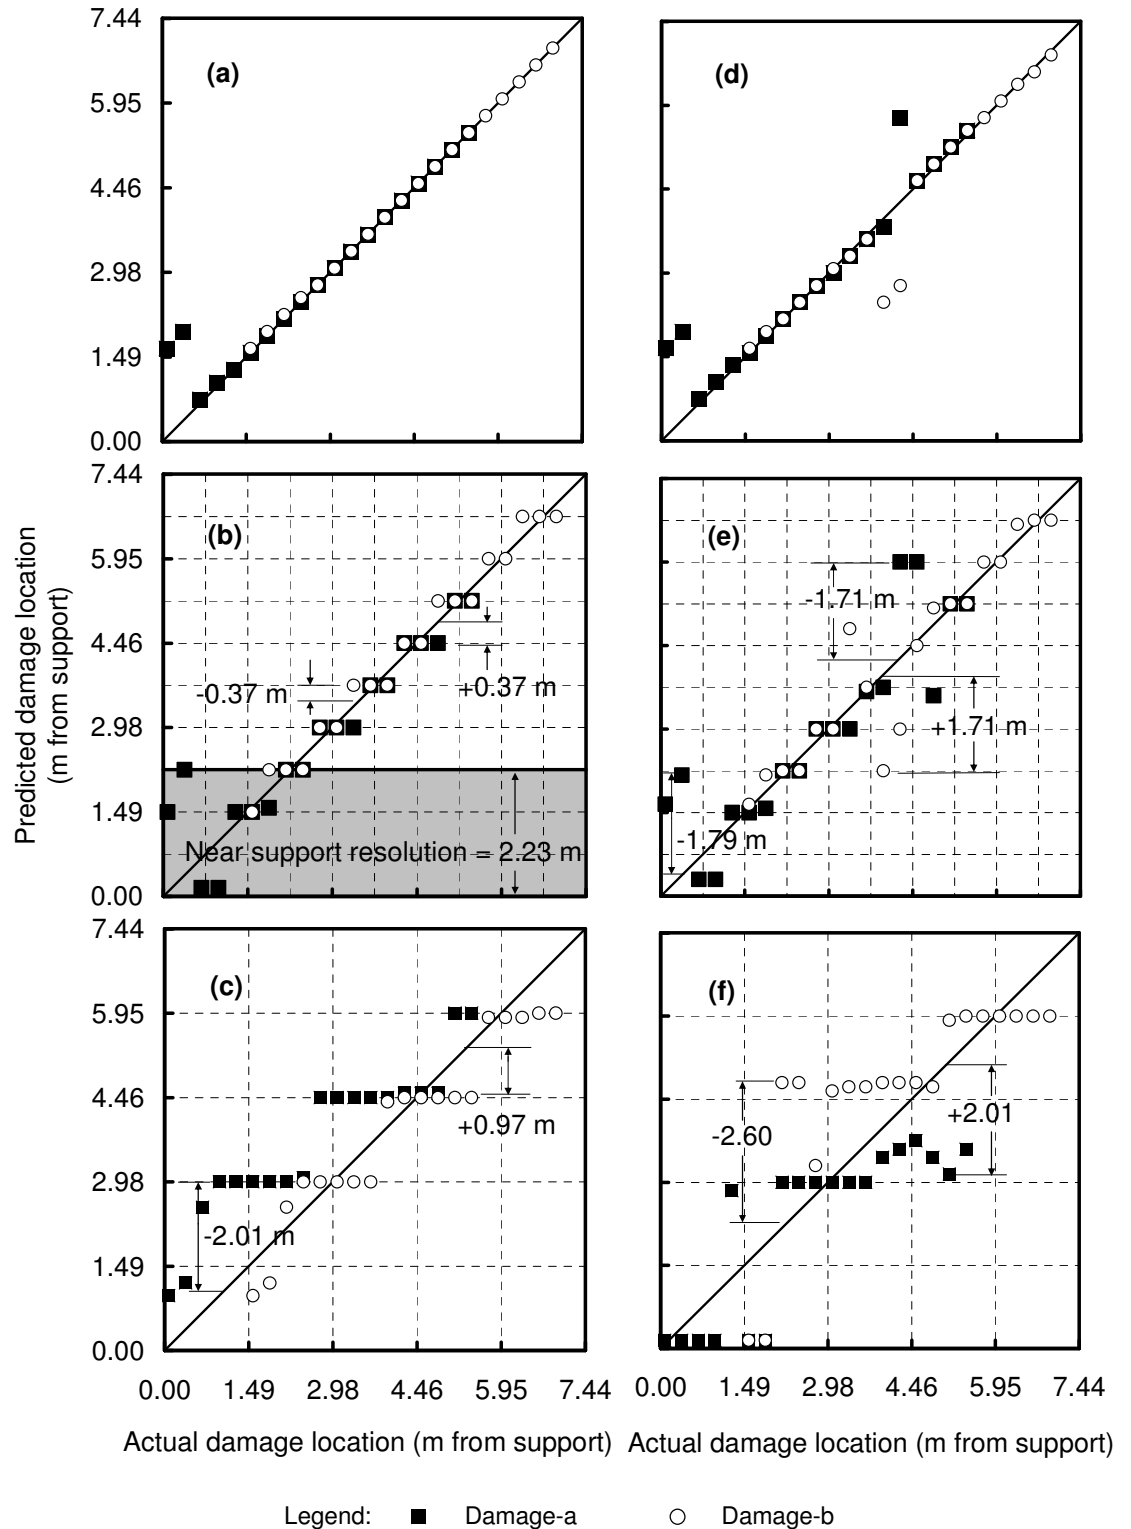 7.44
(a)
(d)
5.95
4.46
2.98
1.49
0.00
7.44
(b)
(e)
5.95
-1.71 m
4.46
-0.37 m
+0.37 m
+1.71 m
2.98
1.49
-1.79 m
Near support resolution = 2.23 m
0.00
Predicted damage location
(m from support)
7.44
(c)
(f)
5.95
4.46
+0.97 m
+2.01
-2.60
2.98
-2.01 m
1.49
0.00
0.00 1.49 2.98 4.46 5.95 7.44
0.00 1.49 2.98 4.46 5.95 7.44
Actual damage location (m from support)
Actual damage location (m from support)
Legend: Damage-a Damage-b